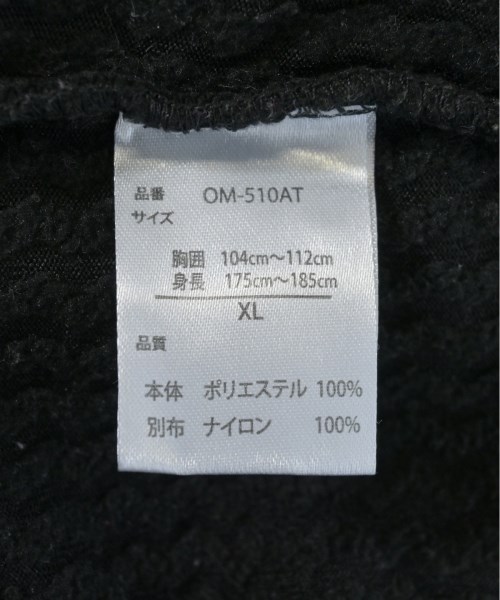 品番 OM-510AT
サイズ
胸囲 104cm～112cm
身長 175cm～185cm
XL
品質
本体 ポリエステル 100%
別布 ナイロン 100%